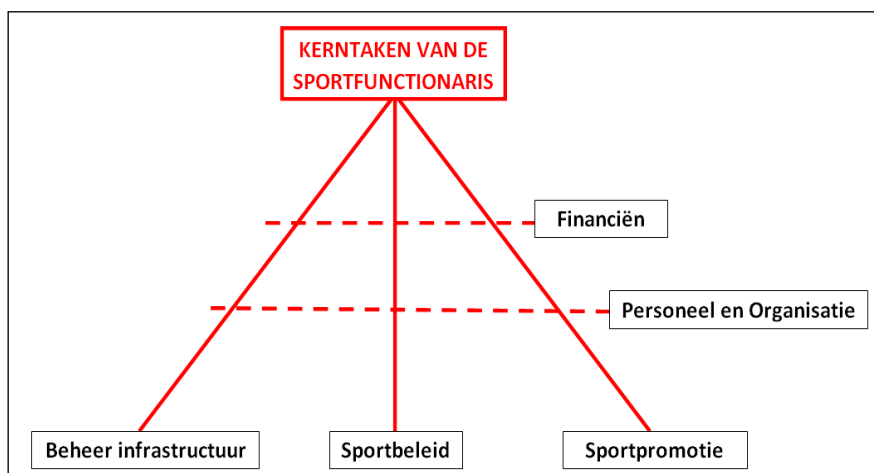 KERNTAKEN VAN DE
SPORTFUNCTIONARIS
Financiën
Personeel en Organisatie
Beheer infrastructuur
Sportbeleid
Sportpromotie